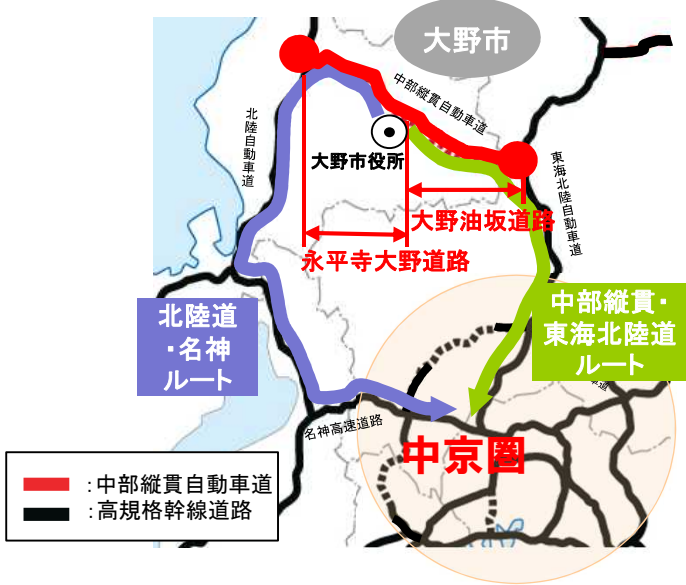 大野市
中部縦貫自動車道
北陸自動車道
大野市役所
東海北陸自動車道
大野油坂道路
永平寺大野道路
北陸道
・名神
ルート
中部縦貫・
東海北陸道
ルート
車道
名神高速道路
中京圏
:中部縦貫自動車道
:高規格幹線道路